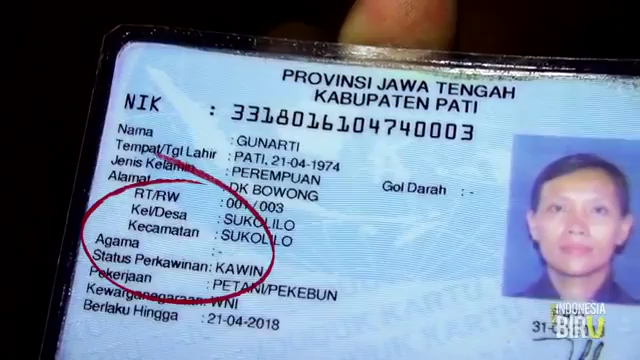 PROVINSI JAWA TENGAH
KABUPATEN PATI
NIK : 3318016104740003
Nama : GUNARTI
Tempat/Tgl Lahir : PATI, 21-04-1974
Jenis Kelamin : PEREMPUAN Gol Darah : -
Alamat : DK BOWONG
RT/RW : 001/003
Kel/Desa : SUKOLILO
Kecamatan : SUKOLILO
Agama : -
Status Perkawinan: KAWIN
Pekerjaan : PETANI/PEKEBUN
Kewarganegaraan: WNI
Berlaku Hingga : 21-04-2018
INDONESIA
BIRU